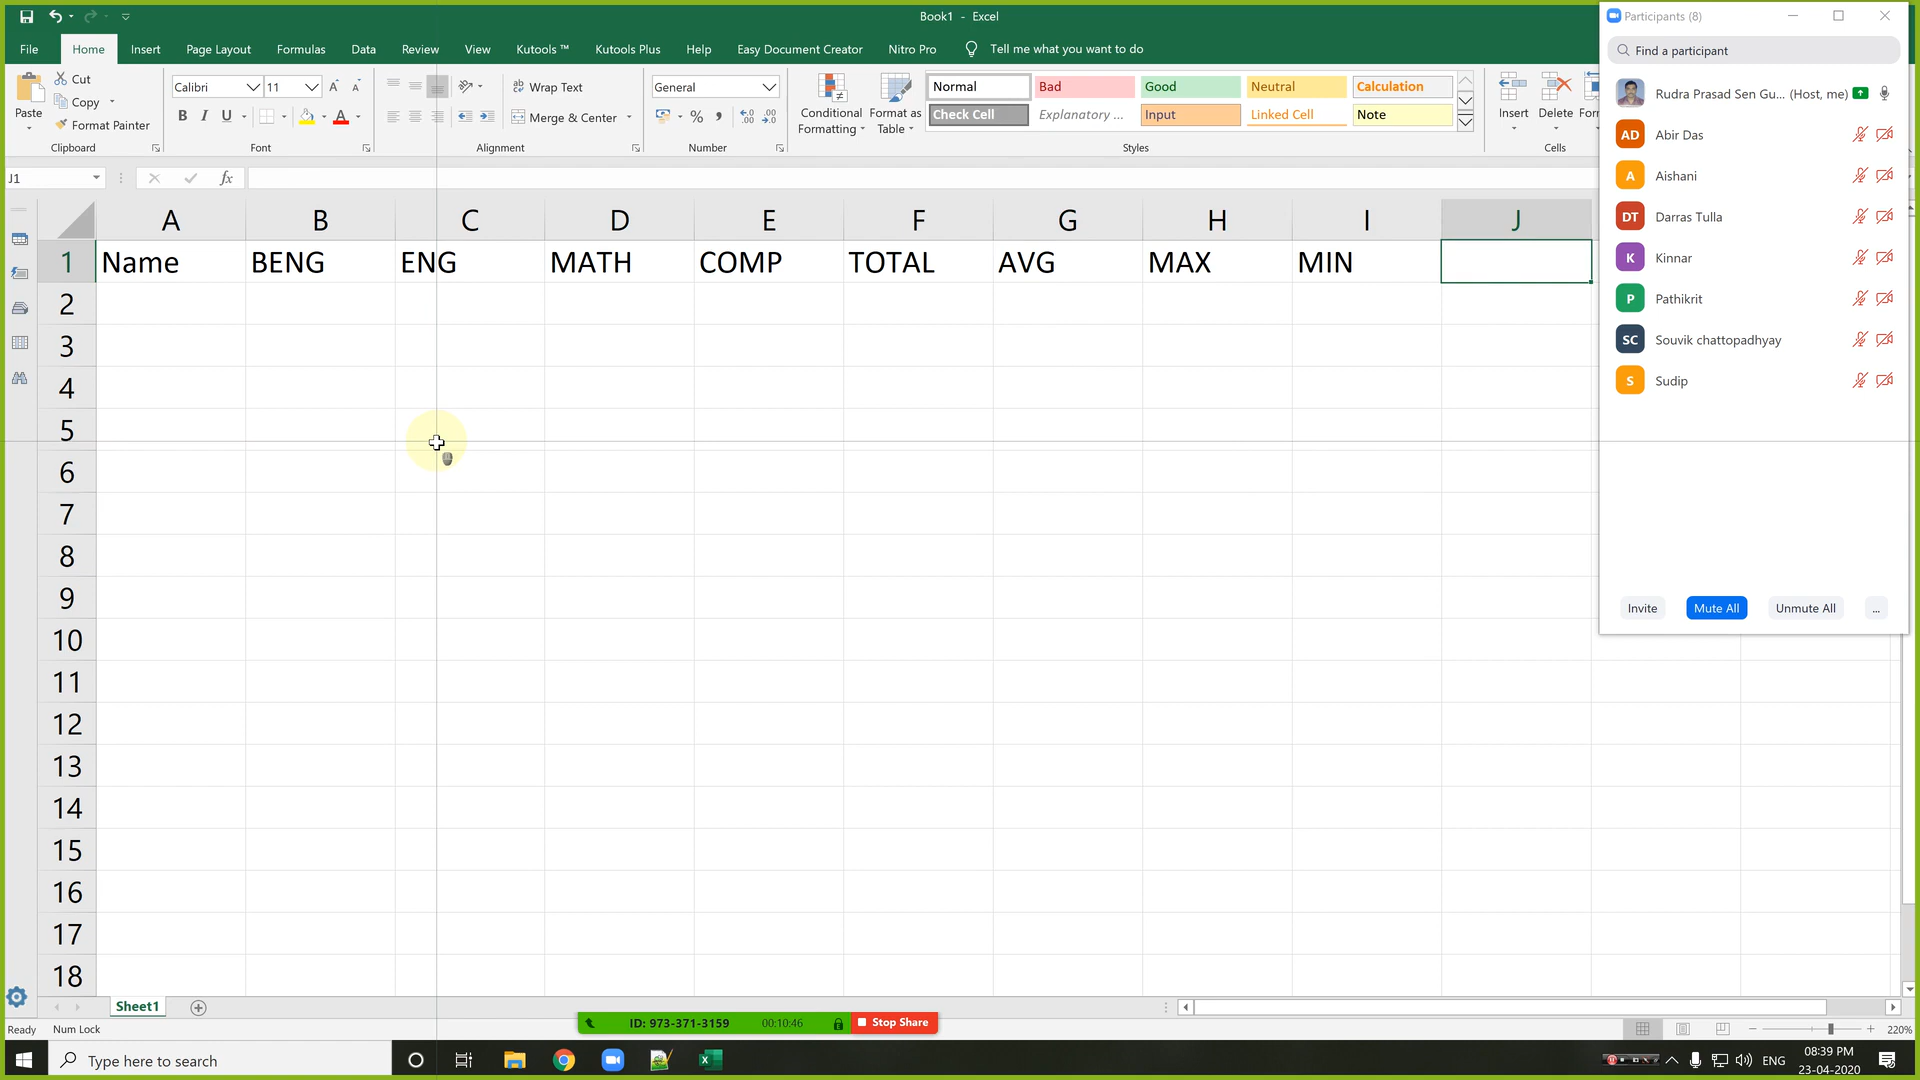 Book1 - Excel
File Home Insert Page Layout Formulas Data Review View Kutools ™ Kutools Plus Help Easy Document Creator Nitro Pro Tell me what you want to do
Paste
Cut
Copy
Format Painter
Clipboard
Calibri 11
B I U A
Font
Wrap Text
Merge & Center
Alignment
General
%
Number
Conditional Formatting
Format as Table
Normal Bad Good Neutral Calculation
Check Cell Explanatory ... Input Linked Cell Note
Styles
Insert Delete
Cells
J1
fx
A B C D E F G H I J
1 Name BENG ENG MATH COMP TOTAL AVG MAX MIN
2
3
4
5
6
7
8
9
10
11
12
13
14
15
16
17
18
Sheet1
Ready Num Lock
220%
ID: 973-371-3159 00:10:46 Stop Share
Participants (8)
Find a participant
Rudra Prasad Sen Gu... (Host, me)
AD Abir Das
A Aishani
DT Darras Tulla
K Kinnar
P Pathikrit
SC Souvik chattopadhyay
S Sudip
Invite Mute All Unmute All ...
Type here to search
ENG
08:39 PM
23-04-2020